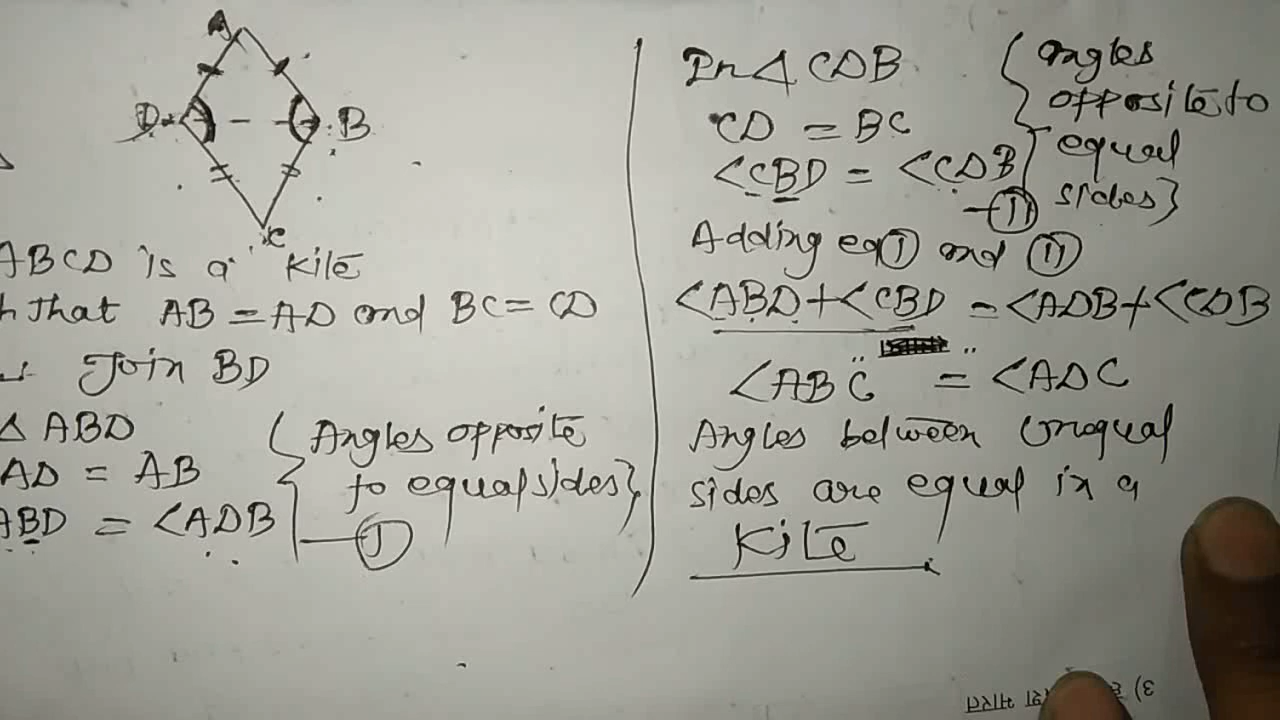 A
D B
C
ABCD is a kite
h that AB = AD and BC = CD
Join BD
△ ABD
AD = AB
ABD = <ADB
{Angles opposite
to equal sides}
—(I)
In △ CDB
CD = BC
<CBD = <CDB
—(II)
{angles
opposite to
equal
sides}
Adding eq (I) and (II)
<ABD + <CBD = <ADB + <CDB
<ABC = <ADC
Angles between unequal
sides are equal in a
Kite